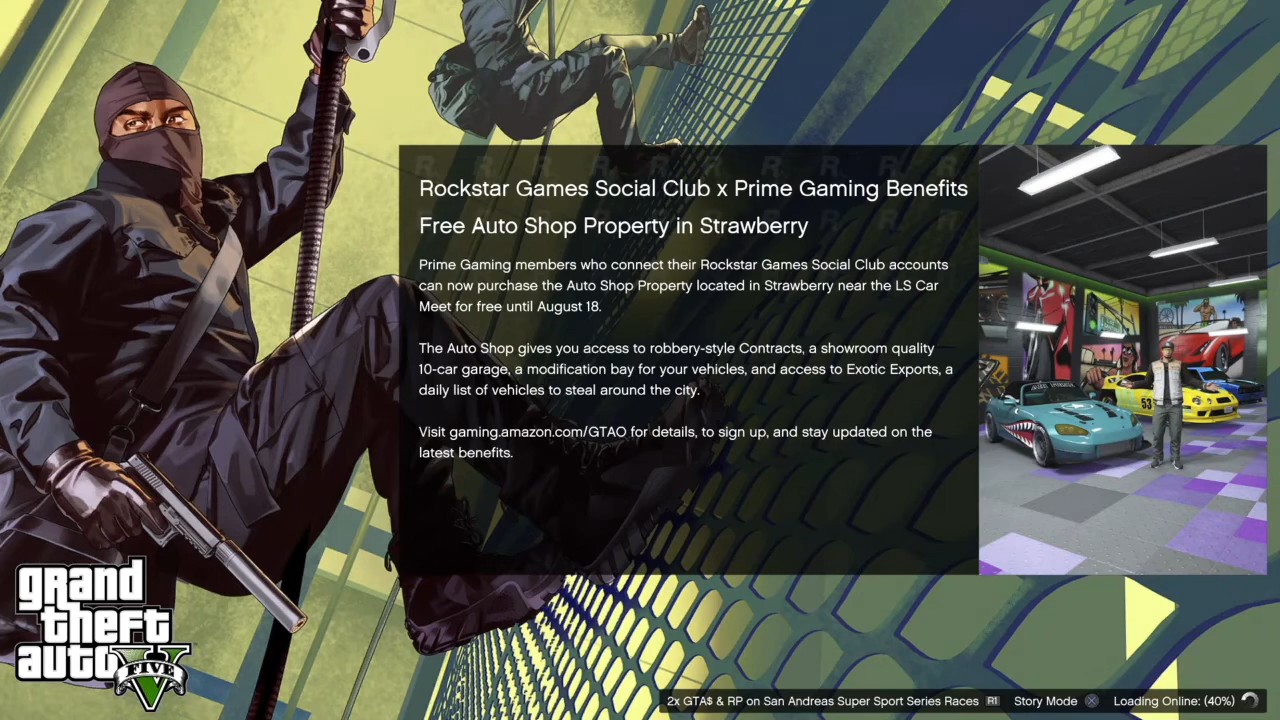 Rockstar Games Social Club x Prime Gaming Benefits
Free Auto Shop Property in Strawberry
Prime Gaming members who connect their Rockstar Games Social Club accounts
can now purchase the Auto Shop Property located in Strawberry near the LS Car
Meet for free until August 18.
The Auto Shop gives you access to robbery-style Contracts, a showroom quality
10-car garage, a modification bay for your vehicles, and access to Exotic Exports, a
daily list of vehicles to steal around the city.
Visit gaming.amazon.com/GTAO for details, to sign up, and stay updated on the
latest benefits.
53
grand
theft
auto V
FIVE
2x GTA$ & RP on San Andreas Super Sport Series Races R1 Story Mode Loading Online: (40%)